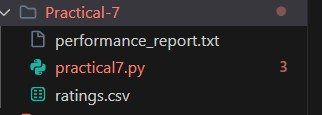 Practical-7
performance_report.txt
practical7.py 3
ratings.csv